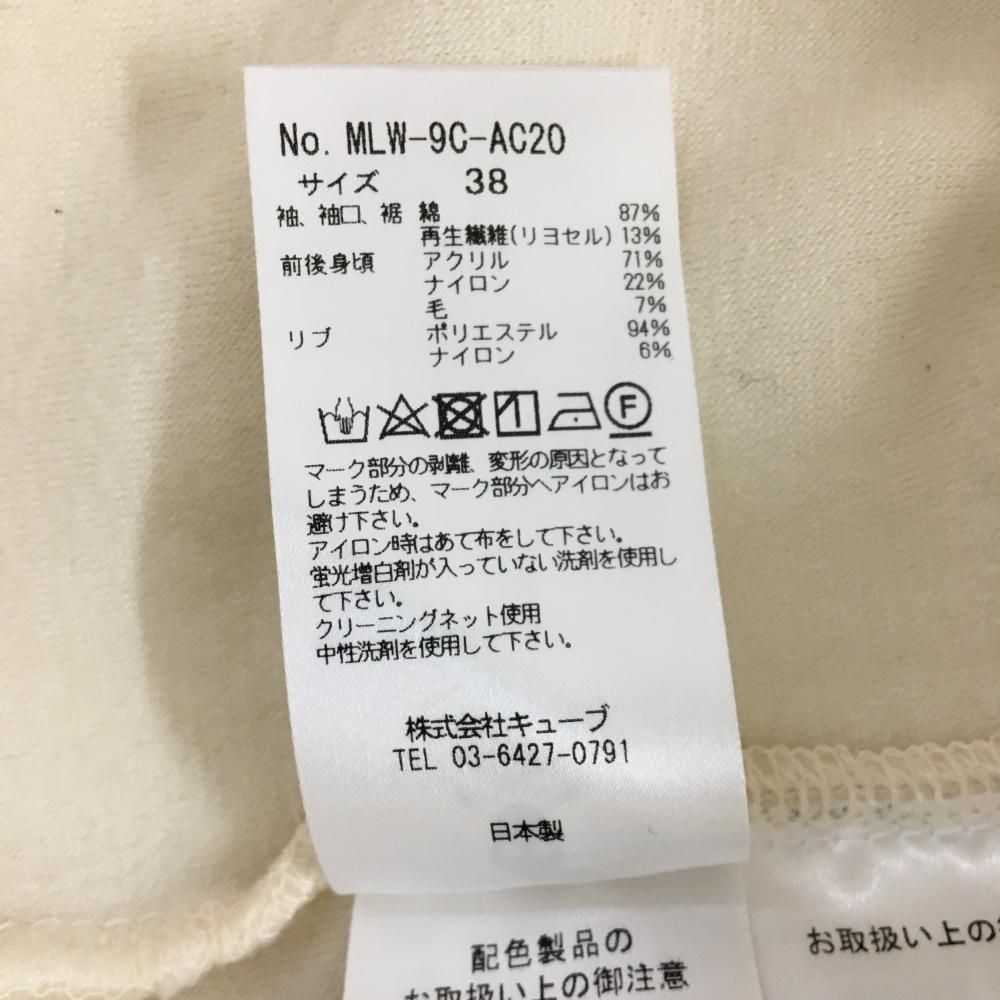 No. MLW-9C-AC20
サイズ 38
袖、袖口、裾 綿 87%
再生繊維(リヨセル) 13%
前後身頃 アクリル 71%
ナイロン 22%
毛 7%
リブ ポリエステル 94%
ナイロン 6%
F
マーク部分の剥離、変形の原因となって
しまうため、マーク部分へアイロンはお
避け下さい。
アイロン時はあて布をして下さい。
蛍光増白剤が入っていない洗剤を使用し
て下さい。
クリーニングネット使用
中性洗剤を使用して下さい。
株式会社キューブ
TEL 03-6427-0791
日本製
配色製品の
お取扱い上の御注意
お取扱い上の